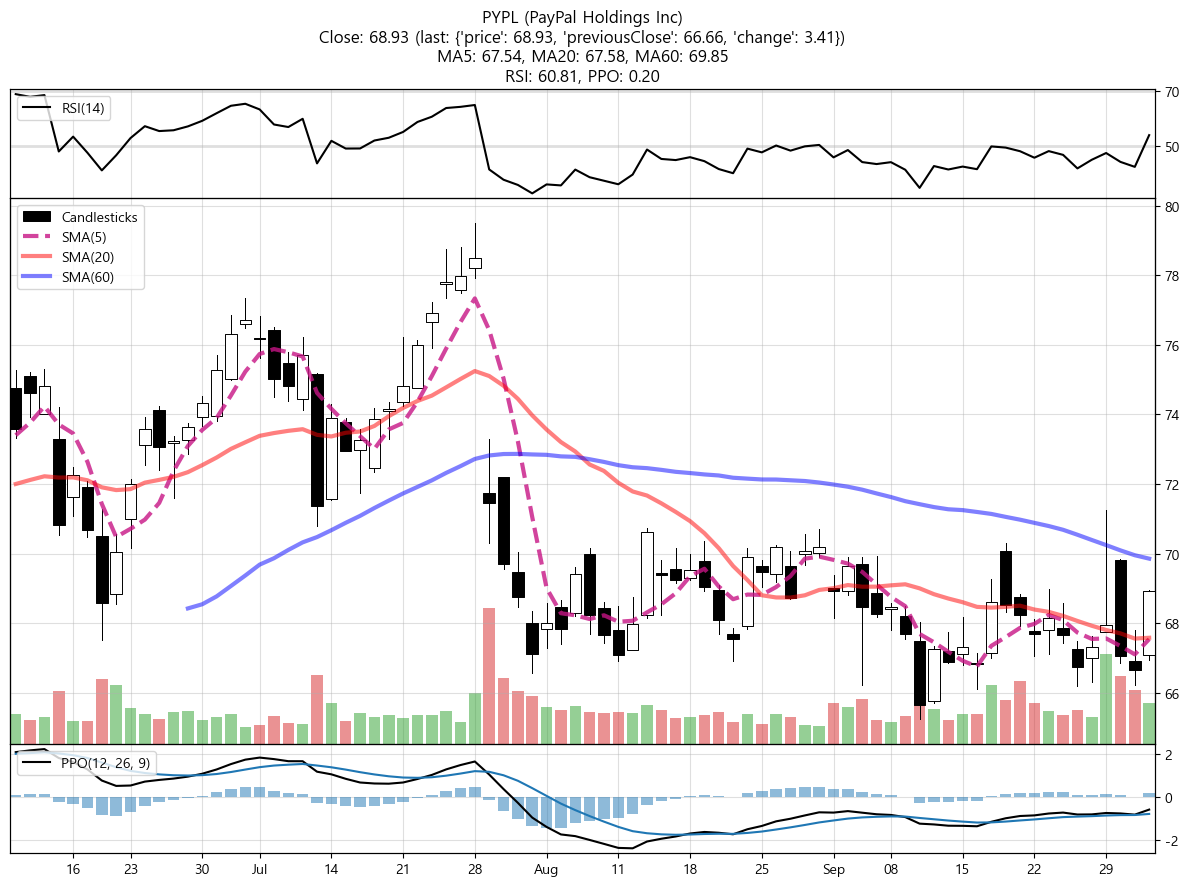 PYPL (PayPal Holdings Inc)
Close: 68.93 (last: {'price': 68.93, 'previousClose': 66.66, 'change': 3.41})
MA5: 67.54, MA20: 67.58, MA60: 69.85
RSI: 60.81, PPO: 0.20
RSI(14)
70
50
Candlesticks
SMA(5)
SMA(20)
SMA(60)
80
78
76
74
72
70
68
66
PPO(12, 26, 9)
2
0
-2
16 23 30 Jul 14 21 28 Aug 11 18 25 Sep 08 15 22 29